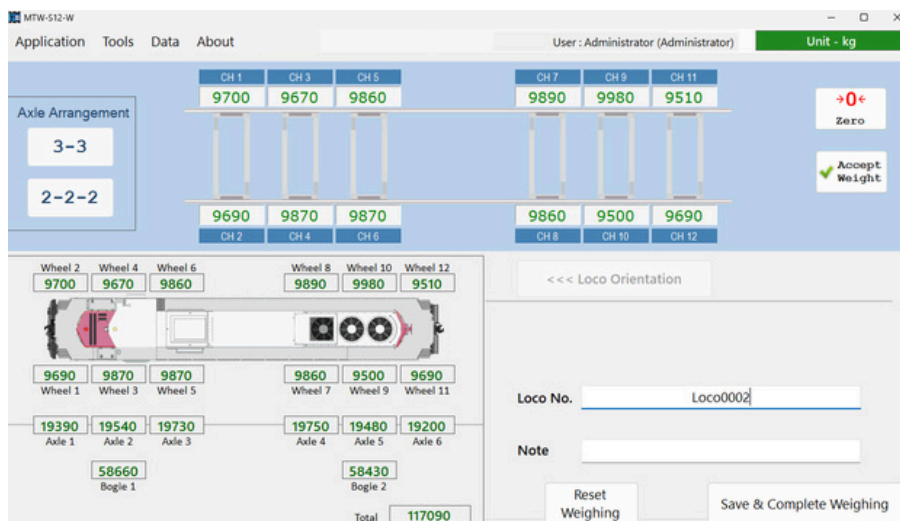 MTW-S12-W
Application Tools Data About User : Administrator (Administrator) Unit - kg
CH 1 CH 3 CH 5 CH 7 CH 9 CH 11
9700 9670 9860 9890 9980 9510
Axle Arrangement
3-3
2-2-2
→0←
Zero
Accept
Weight
9690 9870 9870 9860 9500 9690
CH 2 CH 4 CH 6 CH 8 CH 10 CH 12
Wheel 2 Wheel 4 Wheel 6 Wheel 8 Wheel 10 Wheel 12
9700 9670 9860 9890 9980 9510
9690 9870 9870 9860 9500 9690
Wheel 1 Wheel 3 Wheel 5 Wheel 7 Wheel 9 Wheel 11
19390 19540 19730 19750 19480 19200
Axle 1 Axle 2 Axle 3 Axle 4 Axle 5 Axle 6
58660 58430
Bogie 1 Bogie 2
Total 117090
<<< Loco Orientation
Loco No. Loco0002
Note
Reset
Weighing
Save & Complete Weighing